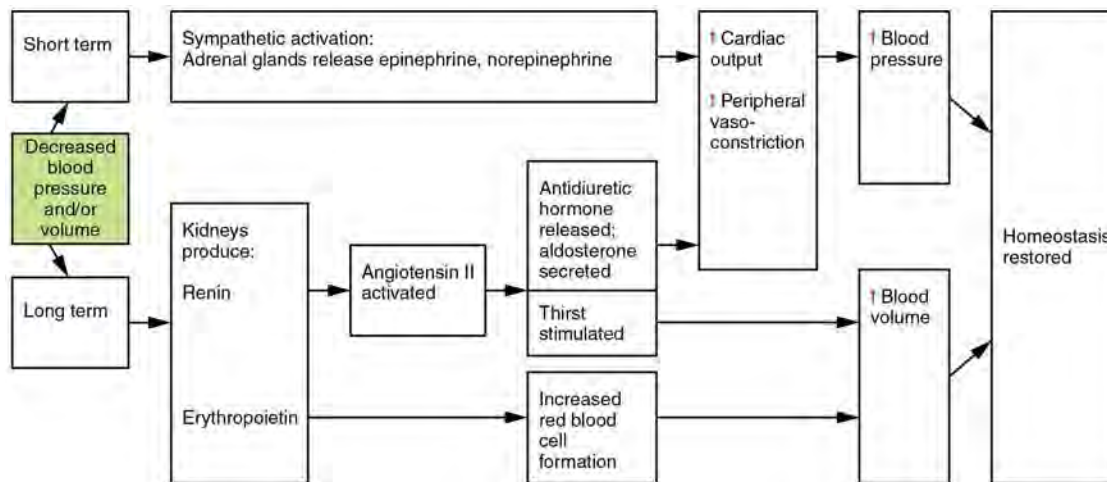 Short term
Sympathetic activation:
Adrenal glands release epinephrine, norepinephrine
↑ Cardiac
output
↑ Peripheral
vaso-
constriction
↑ Blood
pressure
Decreased
blood
pressure
and/or
volume
Long term
Kidneys
produce:
Renin
Erythropoietin
Angiotensin II
activated
Antidiuretic
hormone
released;
aldosterone
secreted
Thirst
stimulated
Increased
red blood
cell
formation
↑ Blood
volume
Homeostasis
restored